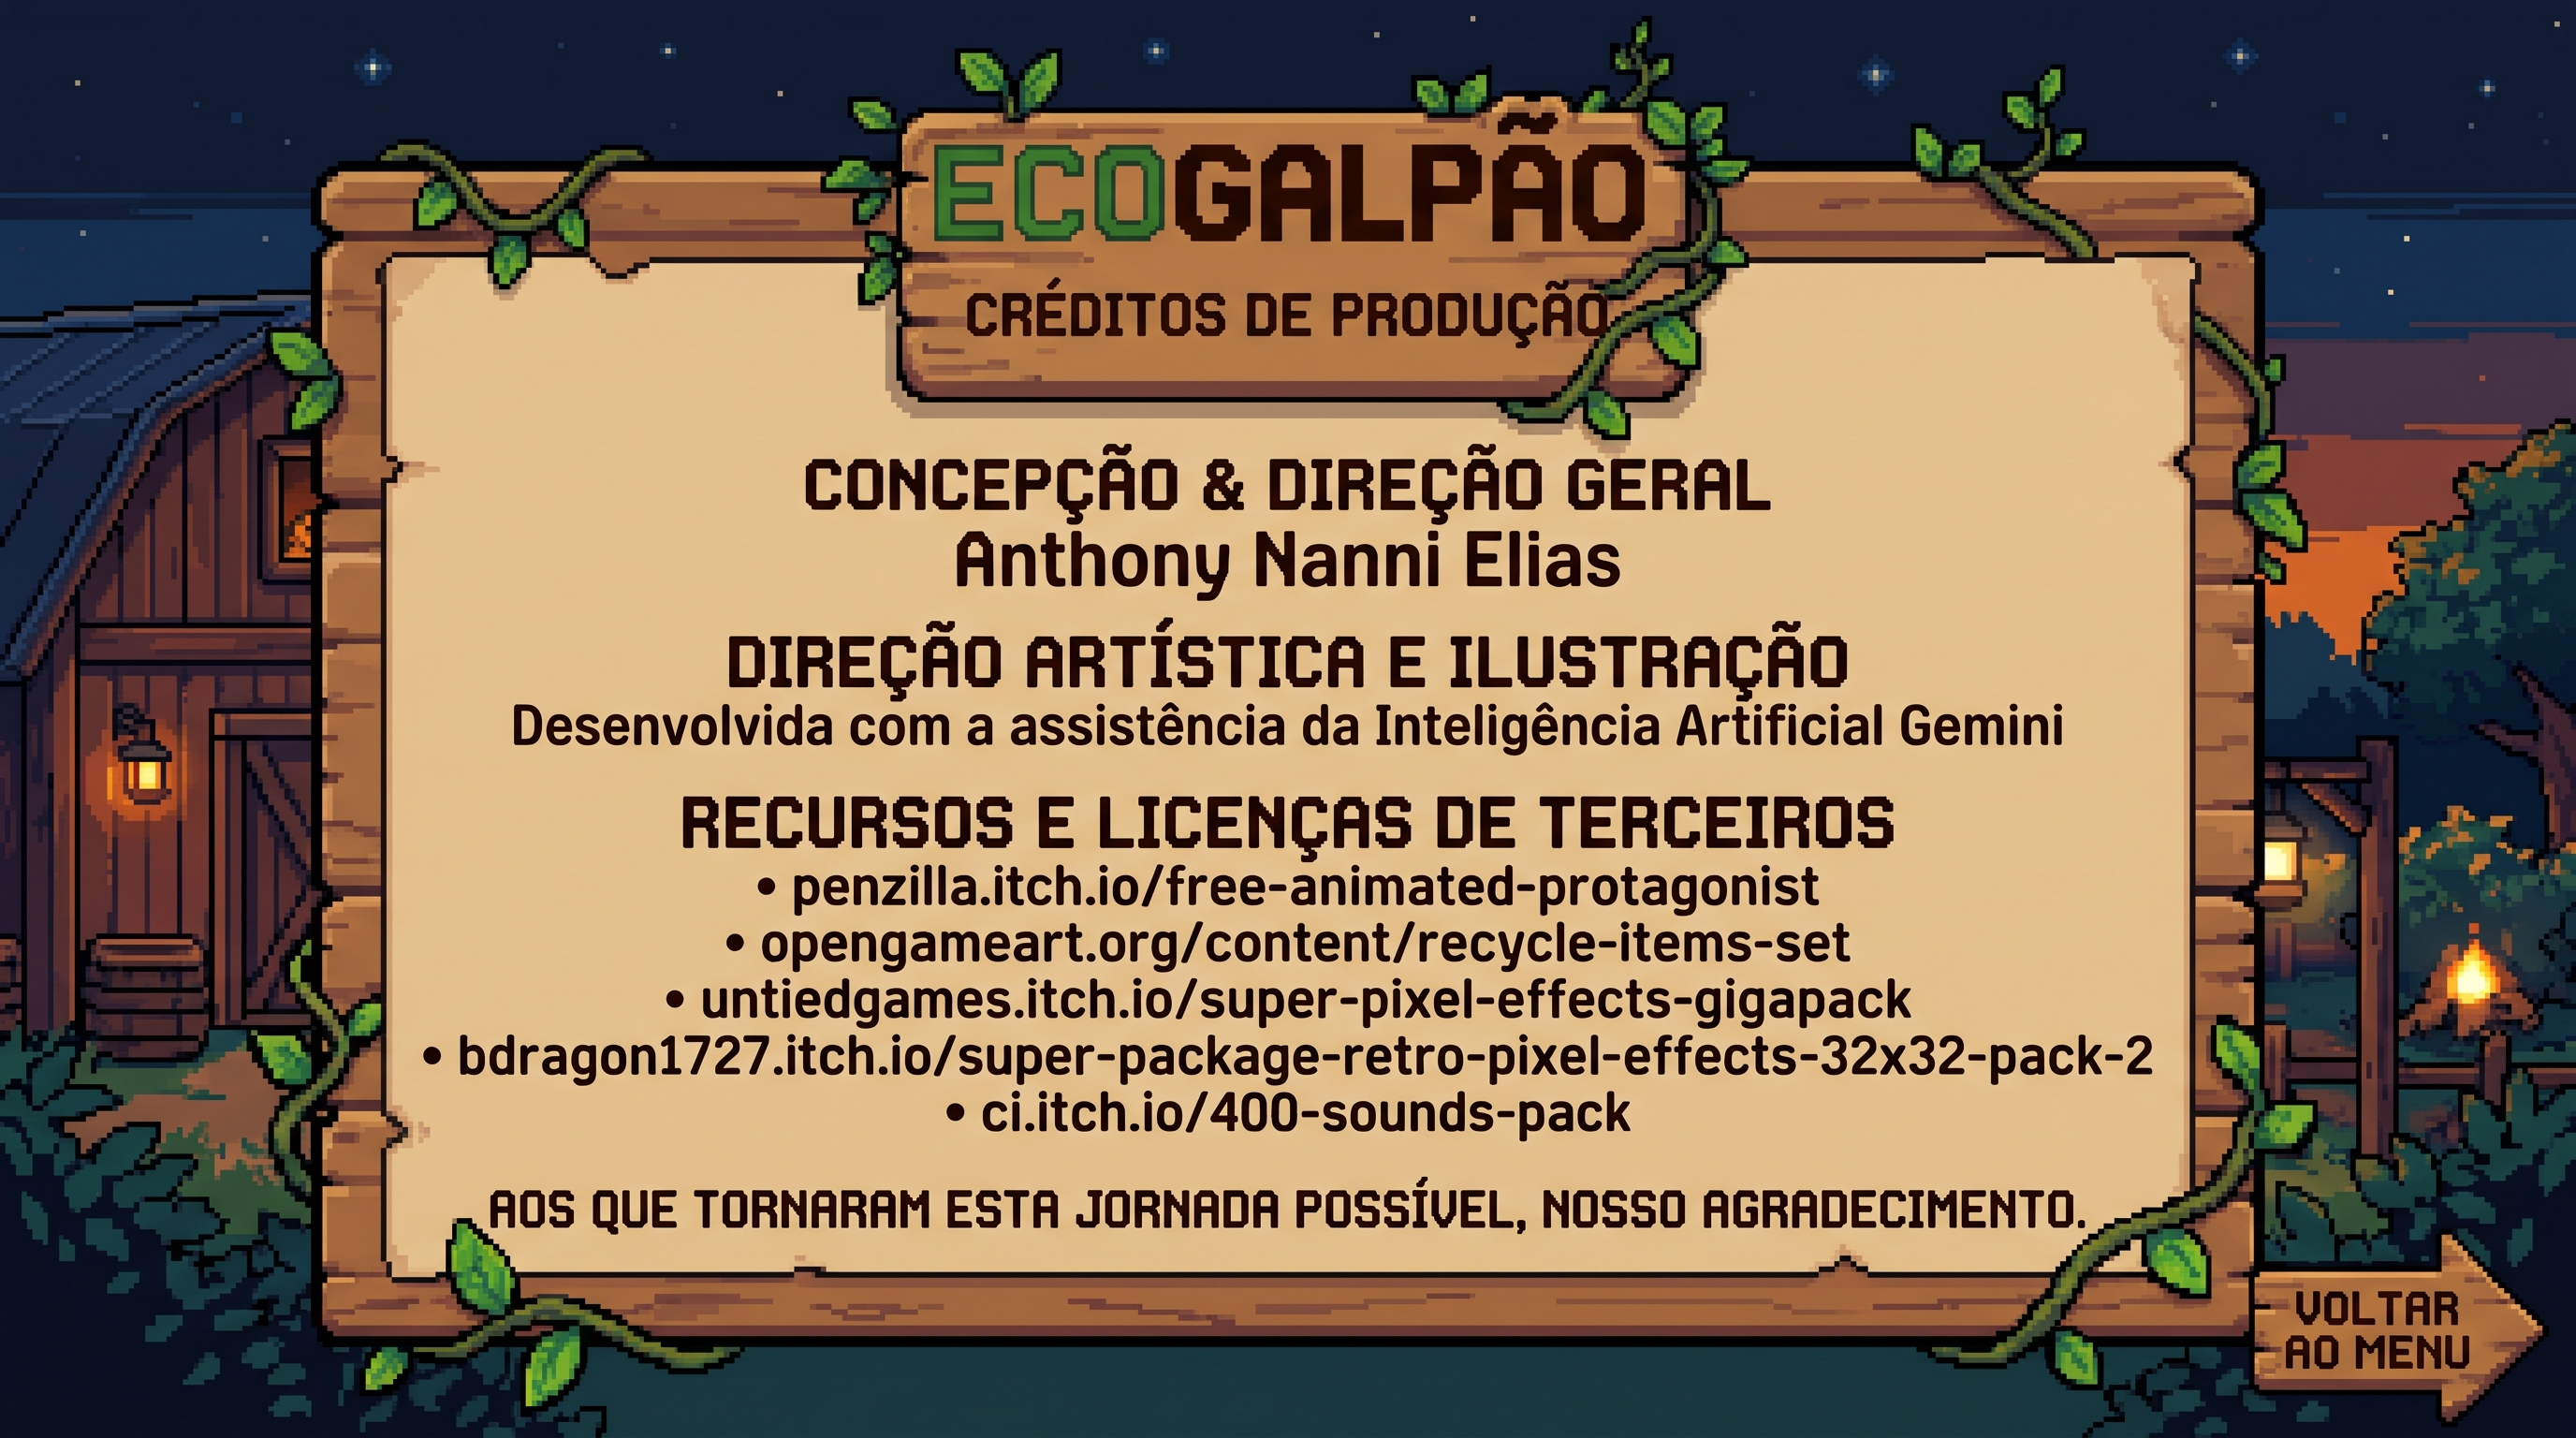 ECOGALPÃO
CRÉDITOS DE PRODUÇÃO
CONCEPÇÃO & DIREÇÃO GERAL
Anthony Nanni Elias
DIREÇÃO ARTÍSTICA E ILUSTRAÇÃO
Desenvolvida com a assistência da Inteligência Artificial Gemini
RECURSOS E LICENÇAS DE TERCEIROS
• penzilla.itch.io/free-animated-protagonist
• opengameart.org/content/recycle-items-set
• untiedgames.itch.io/super-pixel-effects-gigapack
• bdragon1727.itch.io/super-package-retro-pixel-effects-32x32-pack-2
• ci.itch.io/400-sounds-pack
AOS QUE TORNARAM ESTA JORNADA POSSÍVEL, NOSSO AGRADECIMENTO.
VOLTAR
AO MENU